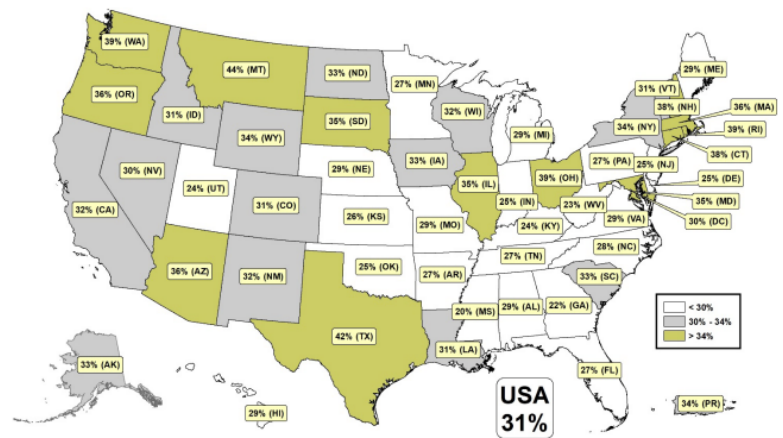 39% (WA)
44% (MT)
33% (ND)
27% (MN)
29% (ME)
31% (VT)
38% (NH)
36% (MA)
36% (OR)
31% (ID)
34% (WY)
35% (SD)
32% (WI)
29% (MI)
34% (NY)
39% (RI)
38% (CT)
30% (NV)
24% (UT)
29% (NE)
33% (IA)
35% (IL)
25% (IN)
39% (OH)
27% (PA)
25% (NJ)
25% (DE)
35% (MD)
30% (DC)
32% (CA)
31% (CO)
26% (KS)
29% (MO)
24% (KY)
23% (WV)
29% (VA)
36% (AZ)
32% (NM)
25% (OK)
27% (AR)
27% (TN)
28% (NC)
33% (SC)
42% (TX)
31% (LA)
20% (MS)
29% (AL)
22% (GA)
27% (FL)
< 30%
30% - 34%
> 34%
33% (AK)
29% (HI)
USA
31%
34% (PR)